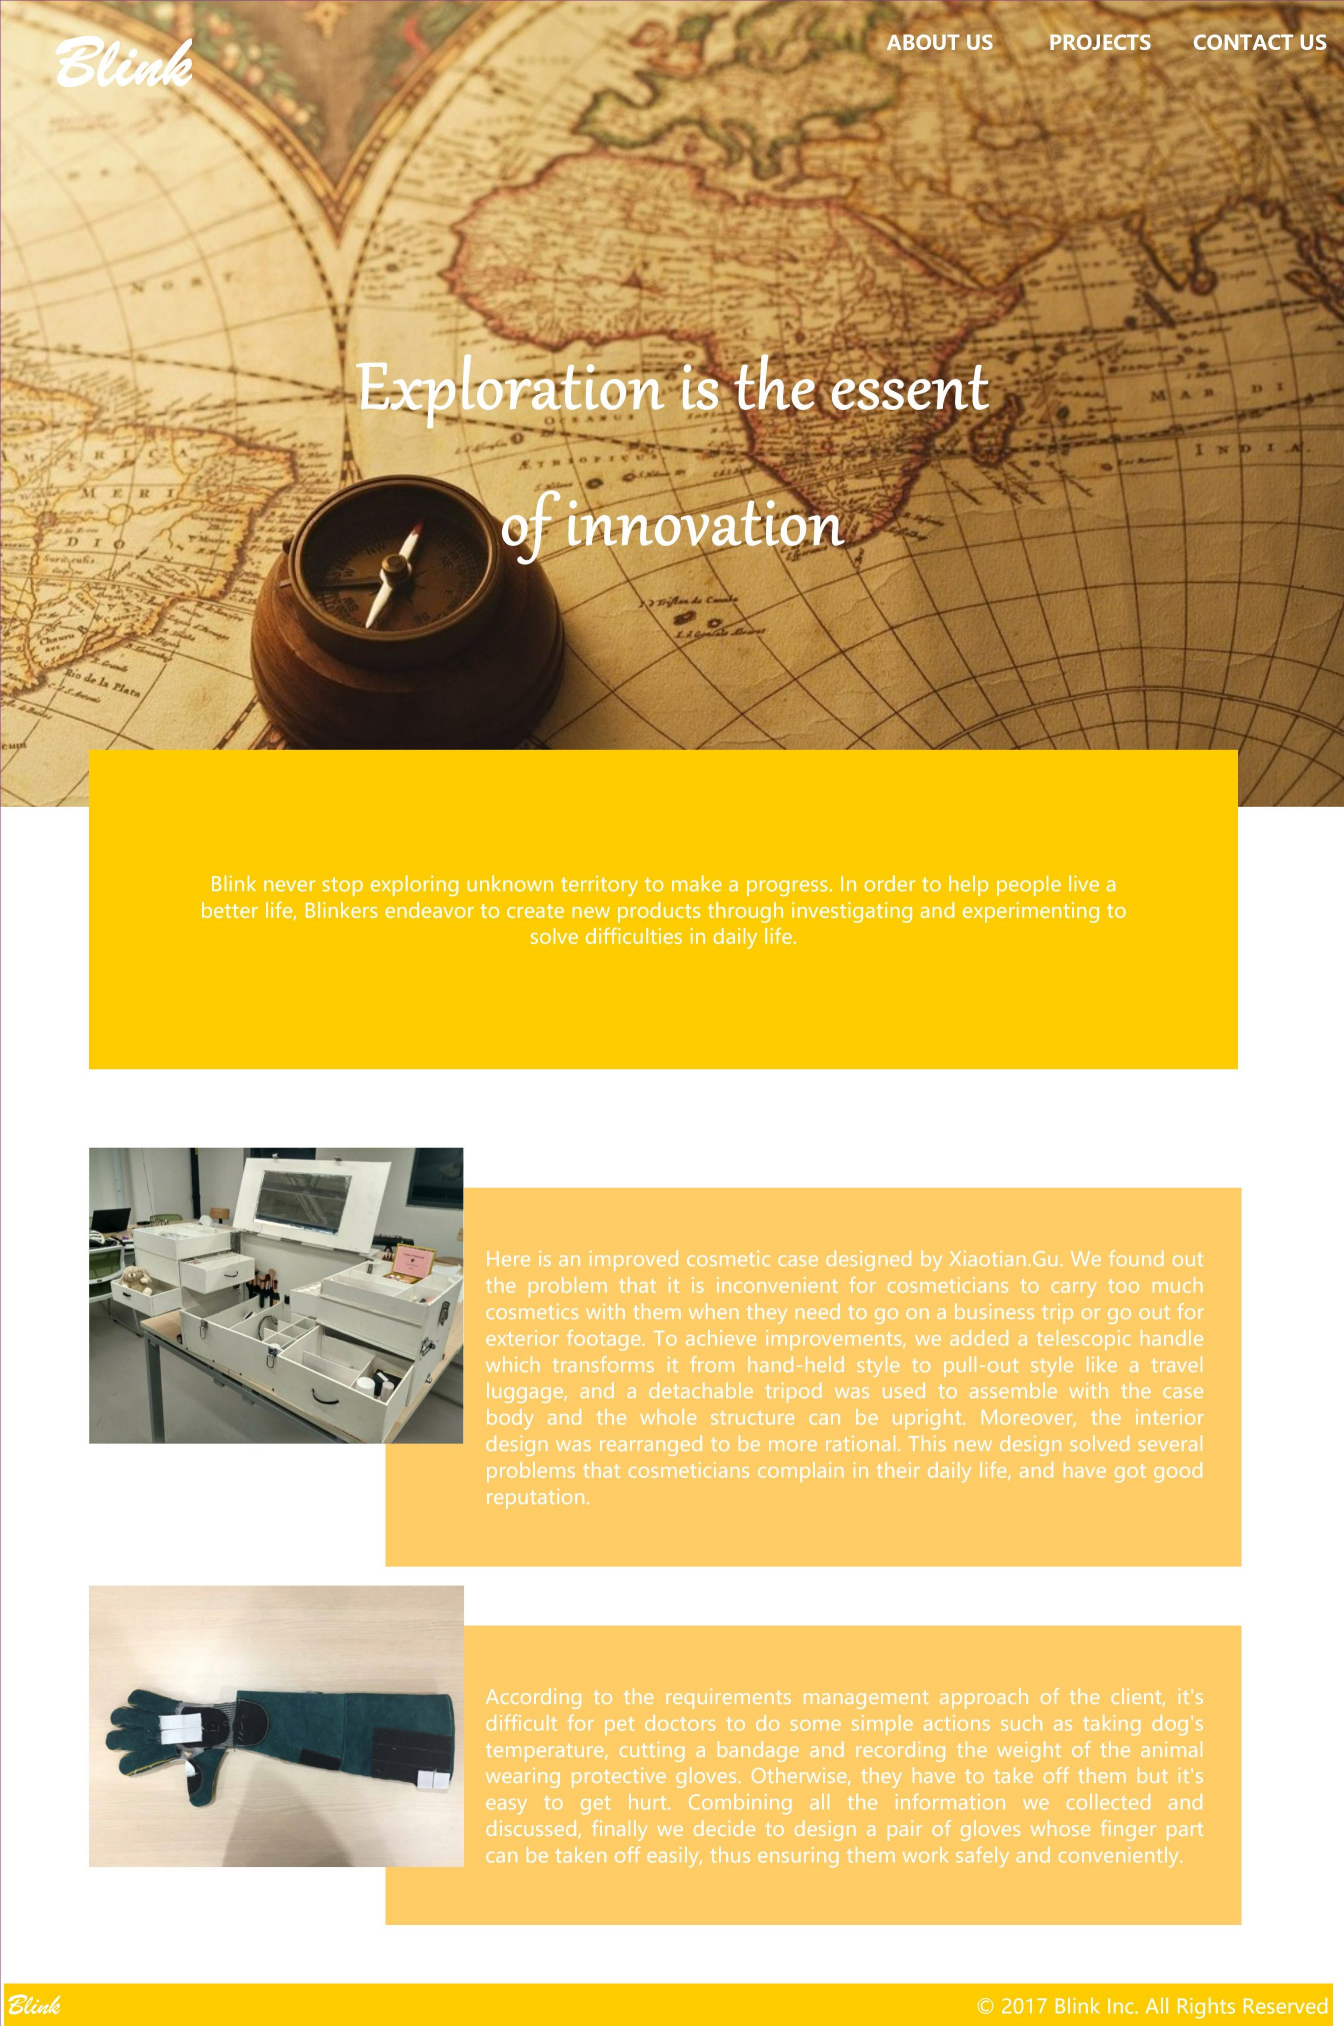 Blink
ABOUT US PROJECTS CONTACT US
Exploration is the essent
of innovation
Blink never stop exploring unknown territory to make a progress. In order to help people live a
better life, Blinkers endeavor to create new products through investigating and experimenting to
solve difficulties in daily life.
Here is an improved cosmetic case designed by Xiaotian.Gu. We found out
the problem that it is inconvenient for cosmeticians to carry too much
cosmetics with them when they need to go on a business trip or go out for
exterior footage. To achieve improvements, we added a telescopic handle
which transforms it from hand-held style to pull-out style like a travel
luggage, and a detachable tripod was used to assemble with the case
body and the whole structure can be upright. Moreover, the interior
design was rearranged to be more rational. This new design solved several
problems that cosmeticians complain in their daily life, and have got good
reputation.
According to the requirements management approach of the client, it's
difficult for pet doctors to do some simple actions such as taking dog's
temperature, cutting a bandage and recording the weight of the animal
wearing protective gloves. Otherwise, they have to take off them but it's
easy to get hurt. Combining all the information we collected and
discussed, finally we decide to design a pair of gloves whose finger part
can be taken off easily, thus ensuring them work safely and conveniently.
Blink
© 2017 Blink Inc. All Rights Reserved